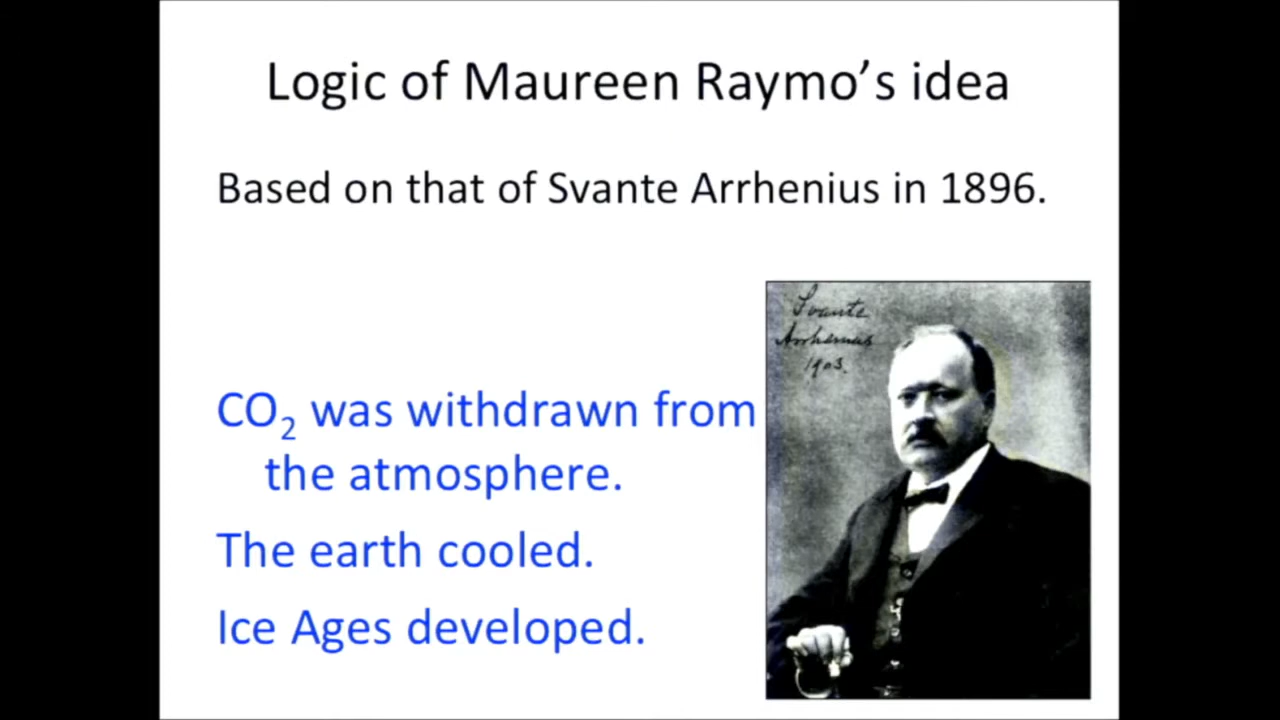 Logic of Maureen Raymo’s idea
Based on that of Svante Arrhenius in 1896.
Svante
Arrhenius
1903.
CO₂ was withdrawn from
the atmosphere.
The earth cooled.
Ice Ages developed.